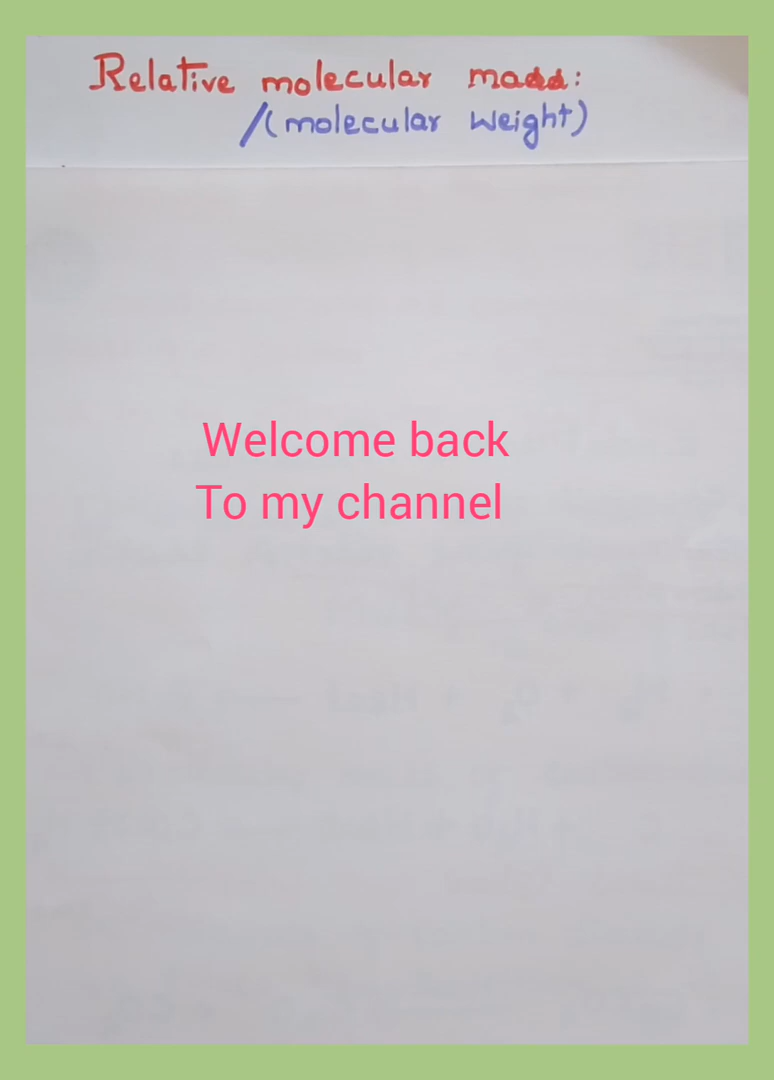 Relative molecular mass:
/(molecular weight)
Welcome back
To my channel